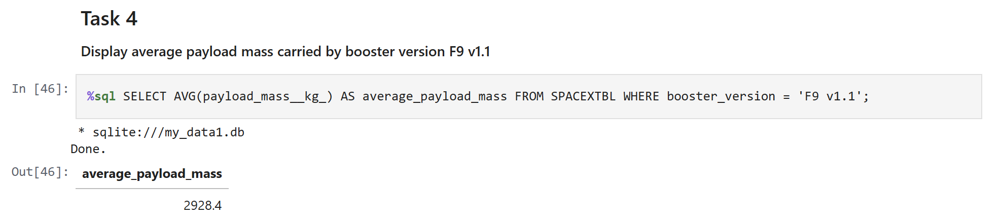 Task 4
Display average payload mass carried by booster version F9 v1.1
In [46]:
%sql SELECT AVG(payload_mass__kg_) AS average_payload_mass FROM SPACEXTBL WHERE booster_version = 'F9 v1.1';
* sqlite:///my_data1.db
Done.
Out[46]:
average_payload_mass
2928.4